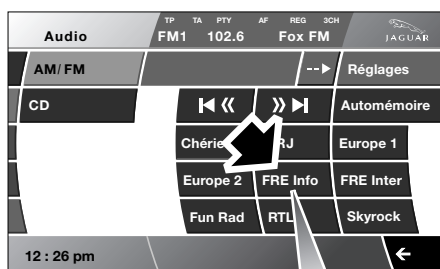 TP TA PTY AF REG 3CH
Audio FM1 102.6 Fox FM JAGUAR
AM/FM Réglages
CD Automémoire
Chérie RJ Europe 1
Europe 2 FRE Info FRE Inter
Fun Rad RTL Skyrock
12 : 26 pm